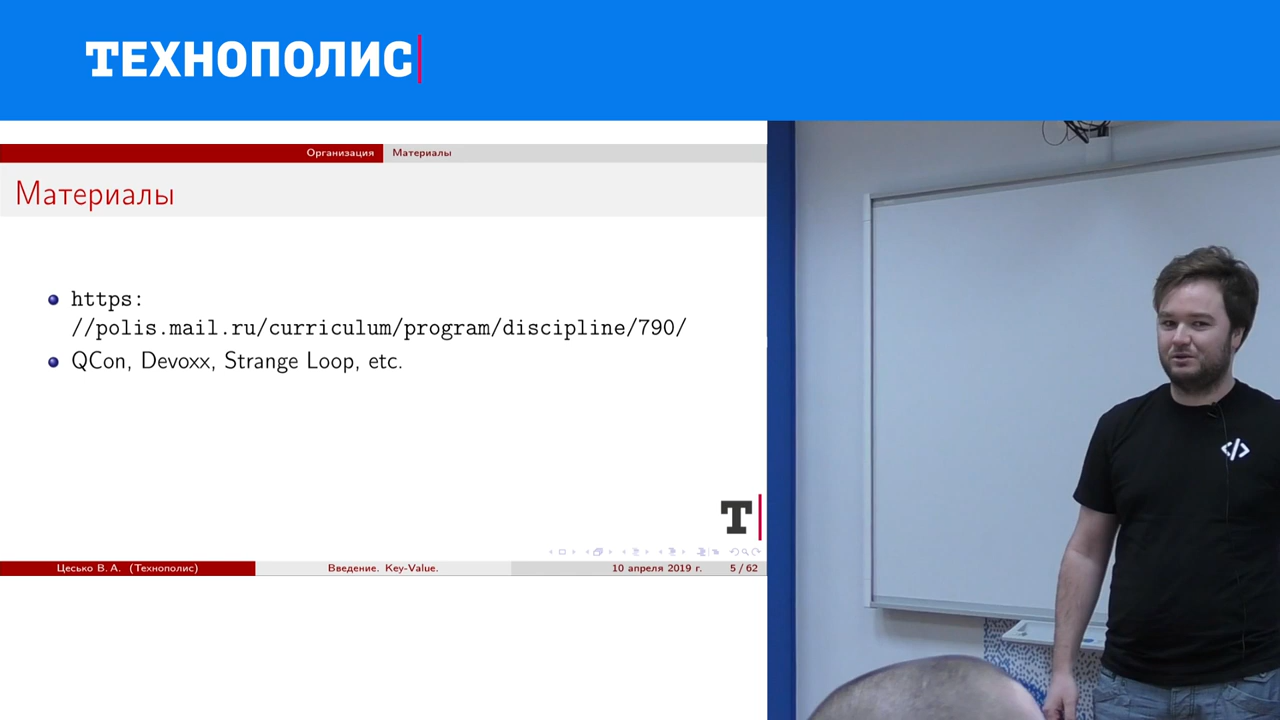 ТЕХНОПОЛИС
Организация Материалы
Материалы
https:
//polis.mail.ru/curriculum/program/discipline/790/
QCon, Devoxx, Strange Loop, etc.
T
Цесько В. А. (Технополис) Введение. Key-Value. 10 апреля 2019 г. 5 / 62
</>